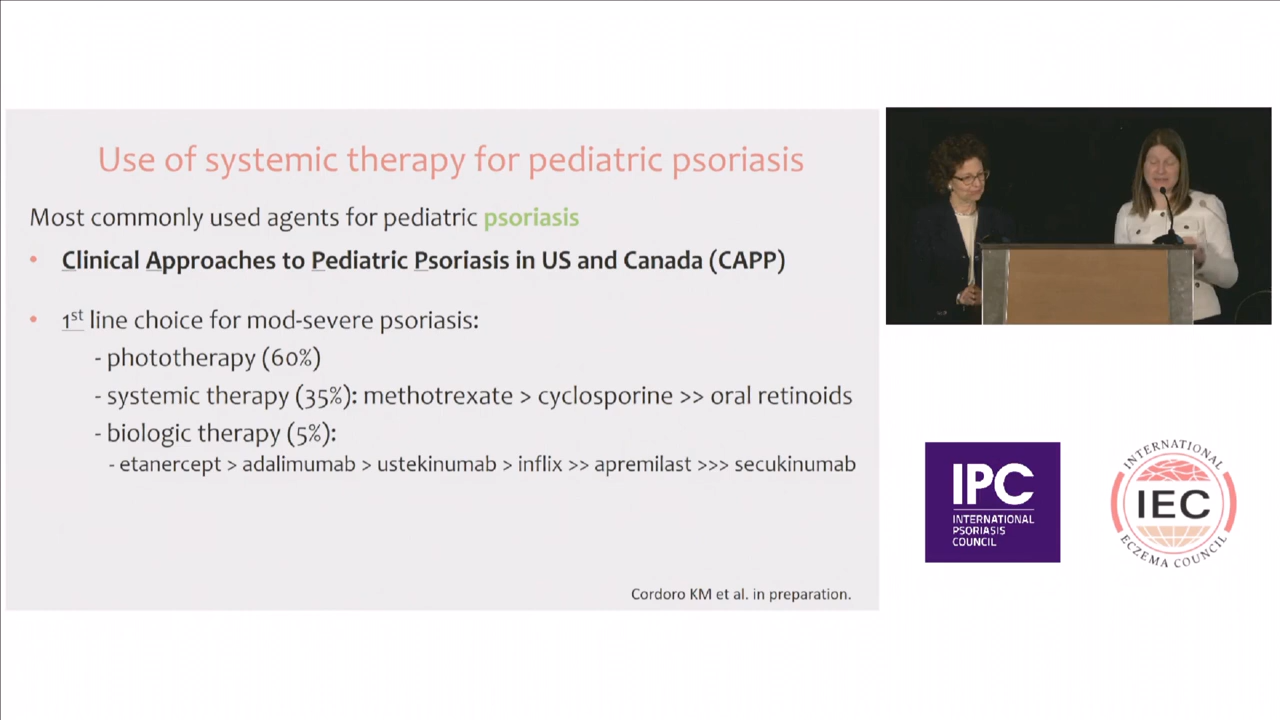 Use of systemic therapy for pediatric psoriasis
Most commonly used agents for pediatric psoriasis
• Clinical Approaches to Pediatric Psoriasis in US and Canada (CAPP)
• 1st line choice for mod-severe psoriasis:
- phototherapy (60%)
- systemic therapy (35%): methotrexate > cyclosporine >> oral retinoids
- biologic therapy (5%):
- etanercept > adalimumab > ustekinumab > inflix >> apremilast >>> secukinumab
Cordoro KM et al. in preparation.
IPC
INTERNATIONAL
PSORIASIS
COUNCIL
INTERNATIONAL
IEC
ECZEMA COUNCIL